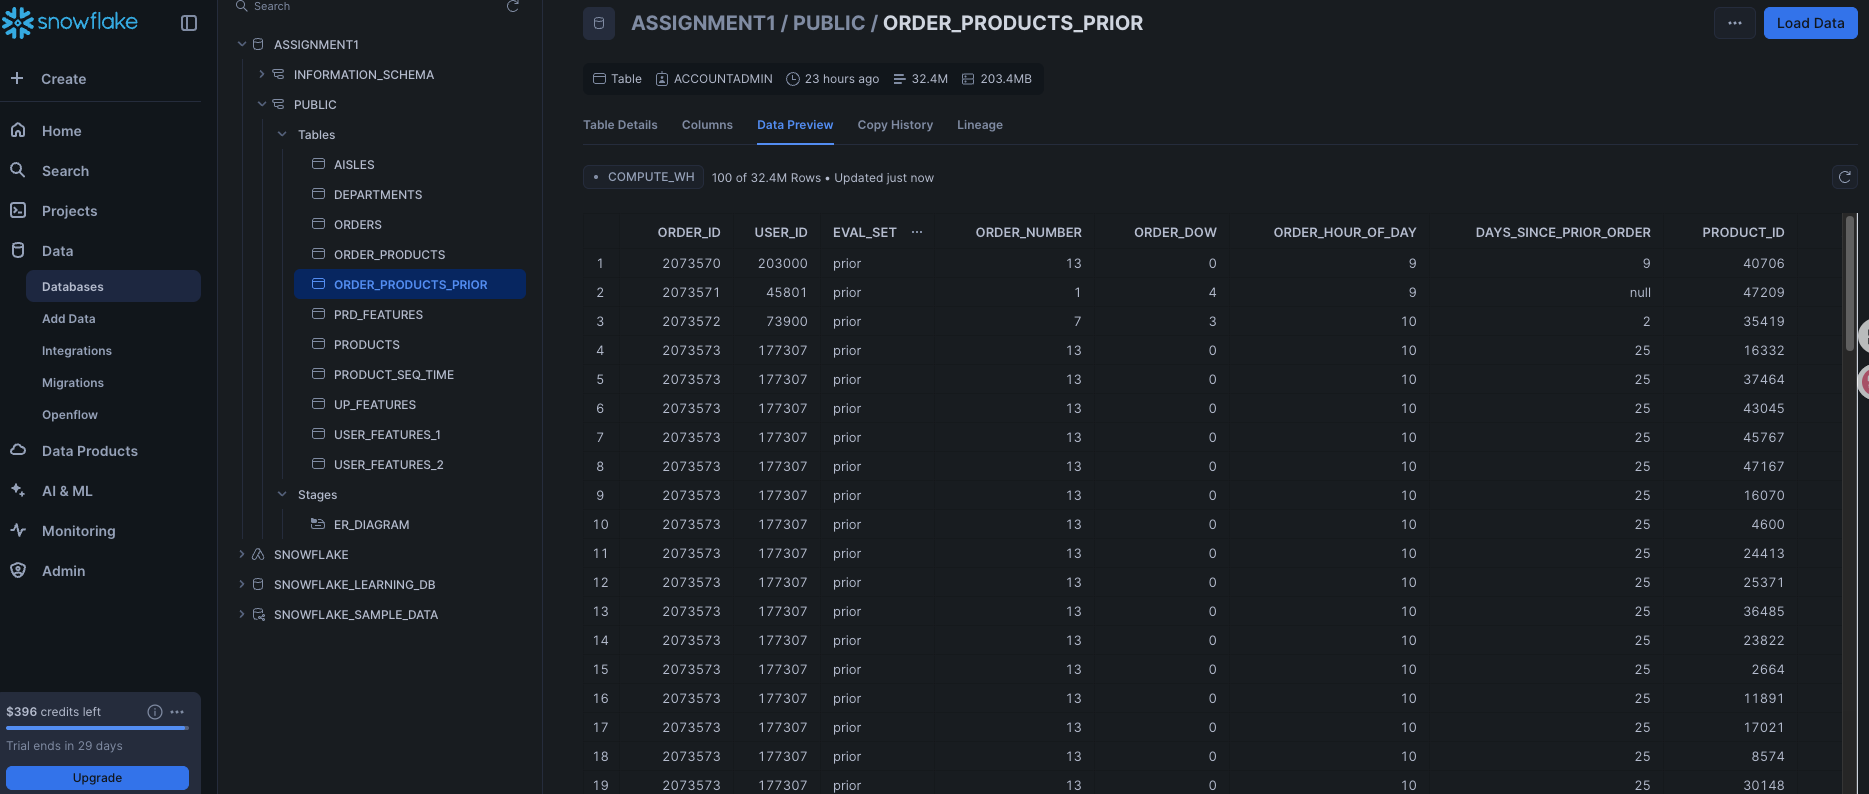 snowflake
Create
Home
Search
Projects
Data
Databases
Add Data
Integrations
Migrations
Openflow
Data Products
AI & ML
Monitoring
Admin
$396 credits left
Trial ends in 29 days
Upgrade
Search
ASSIGNMENT1
INFORMATION_SCHEMA
PUBLIC
Tables
AISLES
DEPARTMENTS
ORDERS
ORDER_PRODUCTS
ORDER_PRODUCTS_PRIOR
PRD_FEATURES
PRODUCTS
PRODUCT_SEQ_TIME
UP_FEATURES
USER_FEATURES_1
USER_FEATURES_2
Stages
ER_DIAGRAM
SNOWFLAKE
SNOWFLAKE_LEARNING_DB
SNOWFLAKE_SAMPLE_DATA
ASSIGNMENT1 / PUBLIC / ORDER_PRODUCTS_PRIOR
... Load Data
Table ACCOUNTADMIN 23 hours ago 32.4M 203.4MB
Table Details Columns Data Preview Copy History Lineage
• COMPUTE_WH 100 of 32.4M Rows • Updated just now
ORDER_ID USER_ID EVAL_SET ... ORDER_NUMBER ORDER_DOW ORDER_HOUR_OF_DAY DAYS_SINCE_PRIOR_ORDER PRODUCT_ID
1 2073570 203000 prior 13 0 9 9 40706
2 2073571 45801 prior 1 4 9 null 47209
3 2073572 73900 prior 7 3 10 2 35419
4 2073573 177307 prior 13 0 10 25 16332
5 2073573 177307 prior 13 0 10 25 37464
6 2073573 177307 prior 13 0 10 25 43045
7 2073573 177307 prior 13 0 10 25 45767
8 2073573 177307 prior 13 0 10 25 47167
9 2073573 177307 prior 13 0 10 25 16070
10 2073573 177307 prior 13 0 10 25 4600
11 2073573 177307 prior 13 0 10 25 24413
12 2073573 177307 prior 13 0 10 25 25371
13 2073573 177307 prior 13 0 10 25 36485
14 2073573 177307 prior 13 0 10 25 23822
15 2073573 177307 prior 13 0 10 25 2664
16 2073573 177307 prior 13 0 10 25 11891
17 2073573 177307 prior 13 0 10 25 17021
18 2073573 177307 prior 13 0 10 25 8574
19 2073573 177307 prior 13 0 10 25 30148